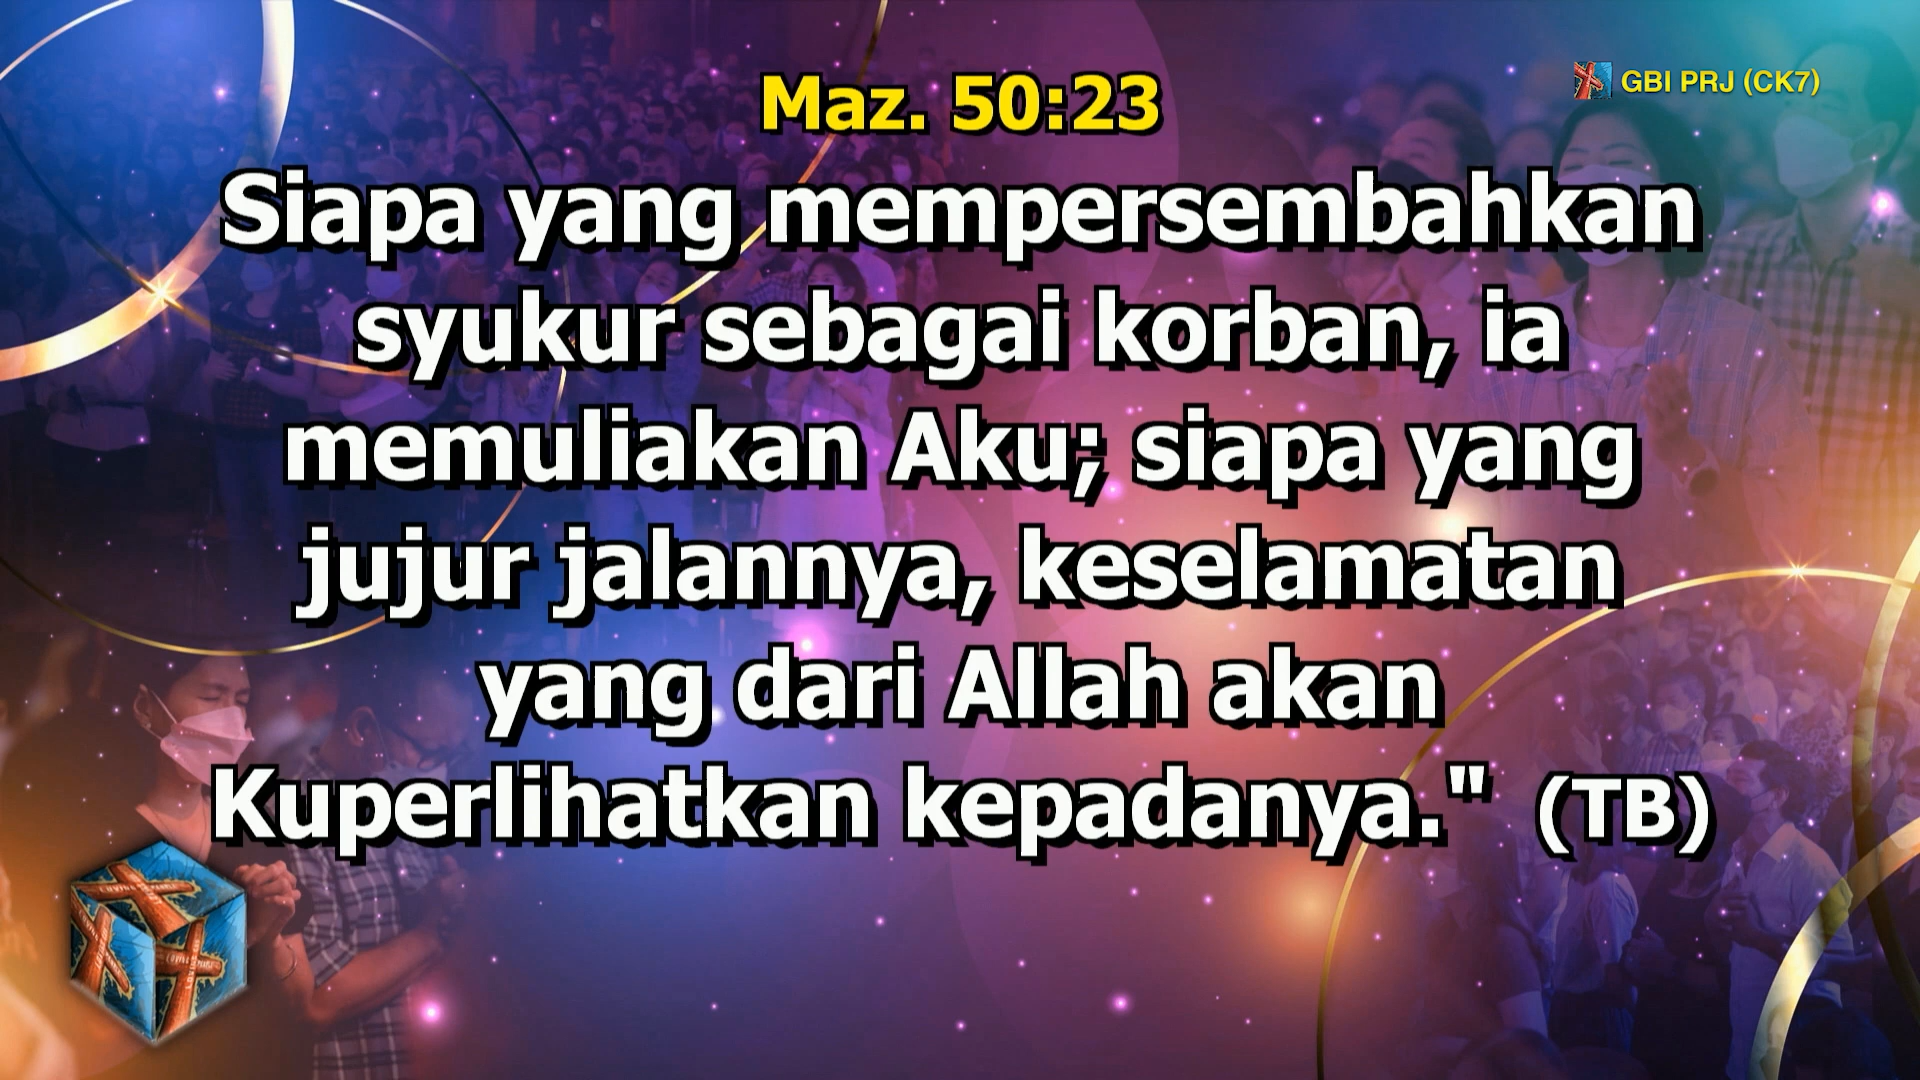 GBI PRJ (CK7)
Maz. 50:23
Siapa yang mempersembahkan
syukur sebagai korban, ia
memuliakan Aku; siapa yang
jujur jalannya, keselamatan
yang dari Allah akan
Kuperlihatkan kepadanya." (TB)